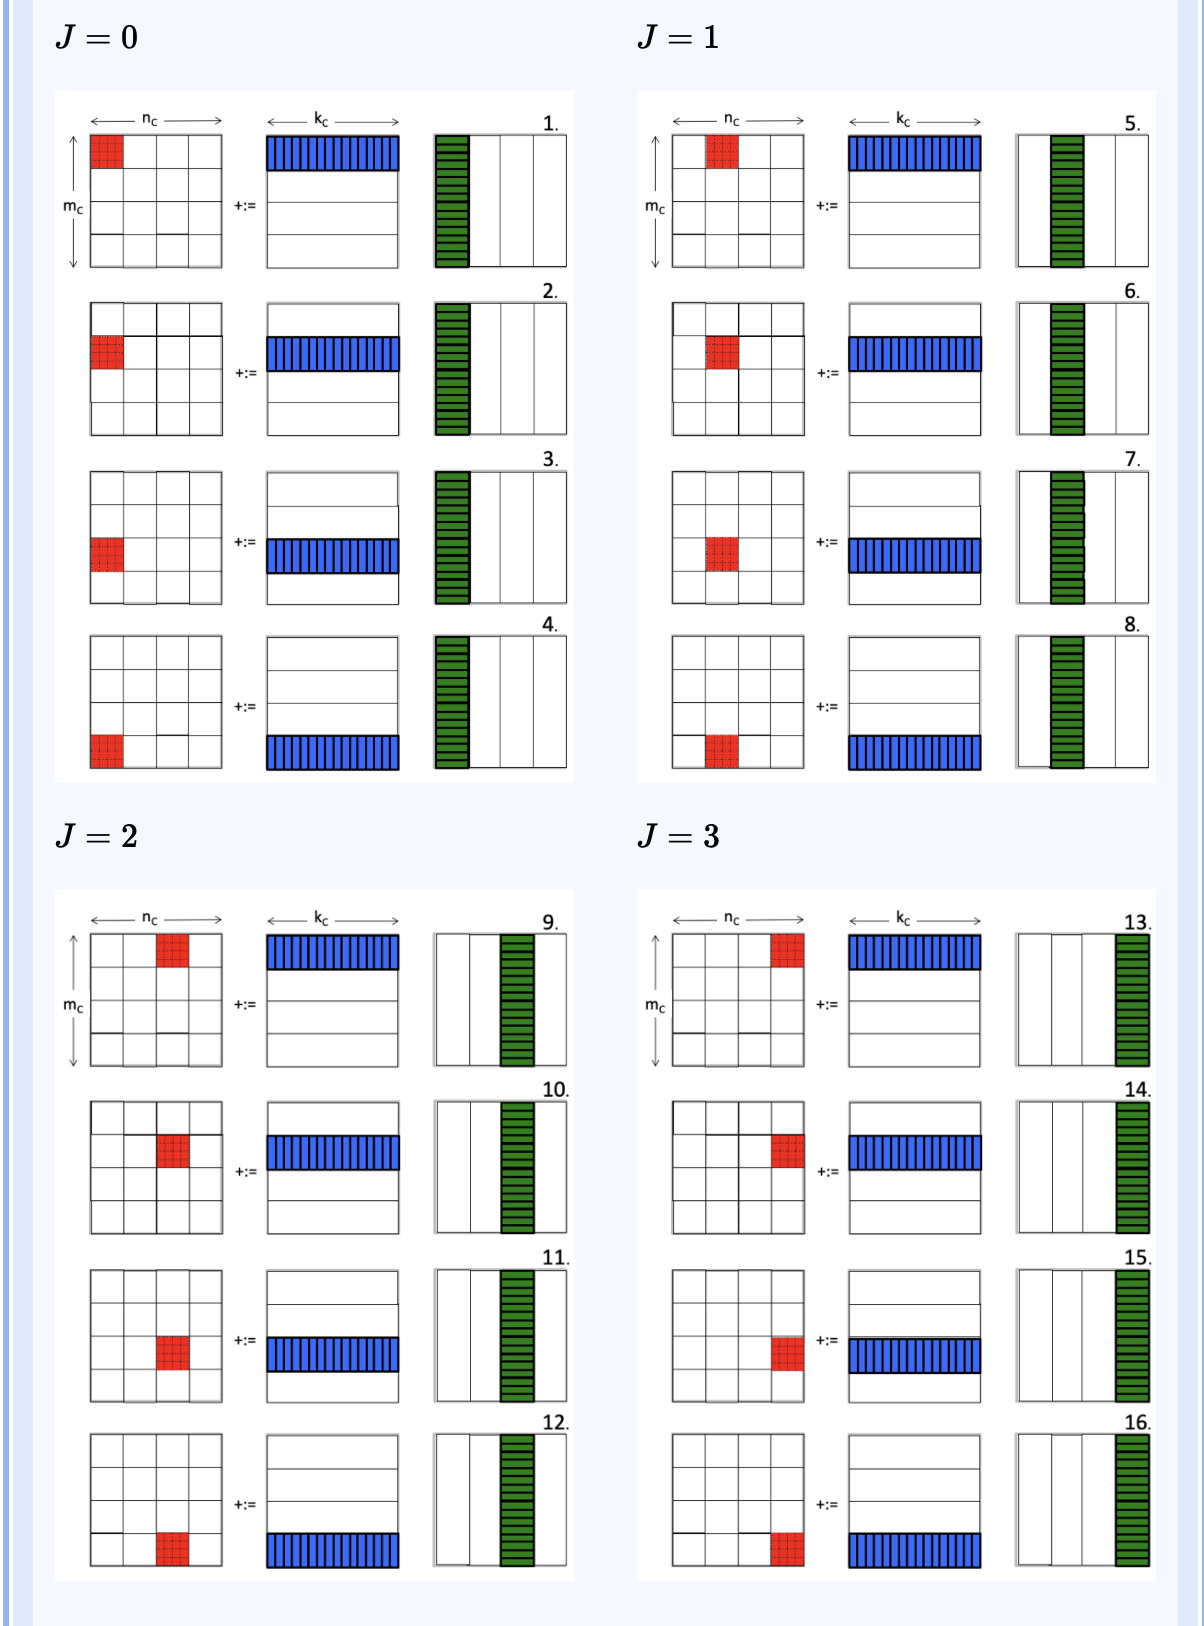 J = 0
n_c k_c 1.
m_c +:=
2.
+:=
3.
+:=
4.
+:=
J = 1
n_c k_c 5.
m_c +:=
6.
+:=
7.
+:=
8.
+:=
J = 2
n_c k_c 9.
m_c +:=
10.
+:=
11.
+:=
12.
+:=
J = 3
n_c k_c 13.
m_c +:=
14.
+:=
15.
+:=
16.
+:=